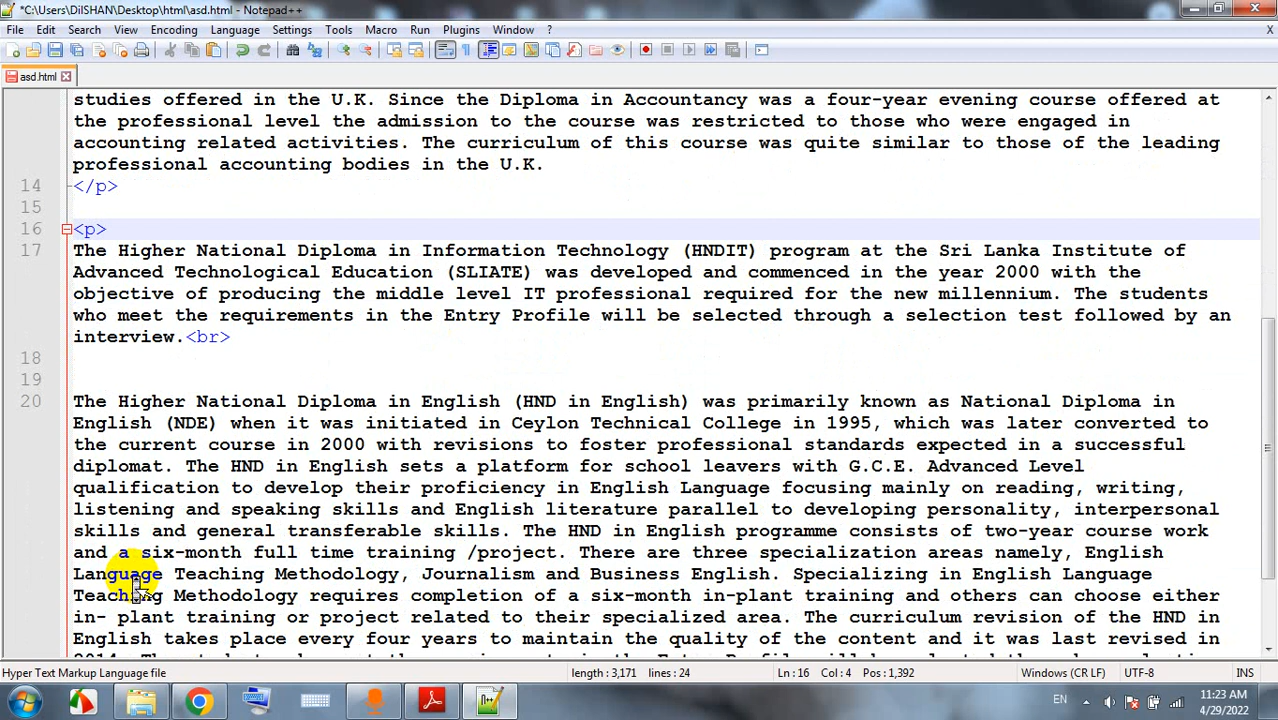 *C:\Users\DilSHAN\Desktop\html\asd.html - Notepad++
File Edit Search View Encoding Language Settings Tools Macro Run Plugins Window ? X
asd.html
studies offered in the U.K. Since the Diploma in Accountancy was a four-year evening course offered at
the professional level the admission to the course was restricted to those who were engaged in
accounting related activities. The curriculum of this course was quite similar to those of the leading
professional accounting bodies in the U.K.
14 </p>
15
16 <p>
17 The Higher National Diploma in Information Technology (HNDIT) program at the Sri Lanka Institute of
Advanced Technological Education (SLIATE) was developed and commenced in the year 2000 with the
objective of producing the middle level IT professional required for the new millennium. The students
who meet the requirements in the Entry Profile will be selected through a selection test followed by an
interview.<br>
18
19
20 The Higher National Diploma in English (HND in English) was primarily known as National Diploma in
English (NDE) when it was initiated in Ceylon Technical College in 1995, which was later converted to
the current course in 2000 with revisions to foster professional standards expected in a successful
diplomat. The HND in English sets a platform for school leavers with G.C.E. Advanced Level
qualification to develop their proficiency in English Language focusing mainly on reading, writing,
listening and speaking skills and English literature parallel to developing personality, interpersonal
skills and general transferable skills. The HND in English programme consists of two-year course work
and a six-month full time training /project. There are three specialization areas namely, English
Language Teaching Methodology, Journalism and Business English. Specializing in English Language
Teaching Methodology requires completion of a six-month in-plant training and others can choose either
in- plant training or project related to their specialized area. The curriculum revision of the HND in
English takes place every four years to maintain the quality of the content and it was last revised in
Hyper Text Markup Language file length : 3,171 lines : 24 Ln : 16 Col : 4 Pos : 1,392 Windows (CR LF) UTF-8 INS
EN
11:23 AM
4/29/2022